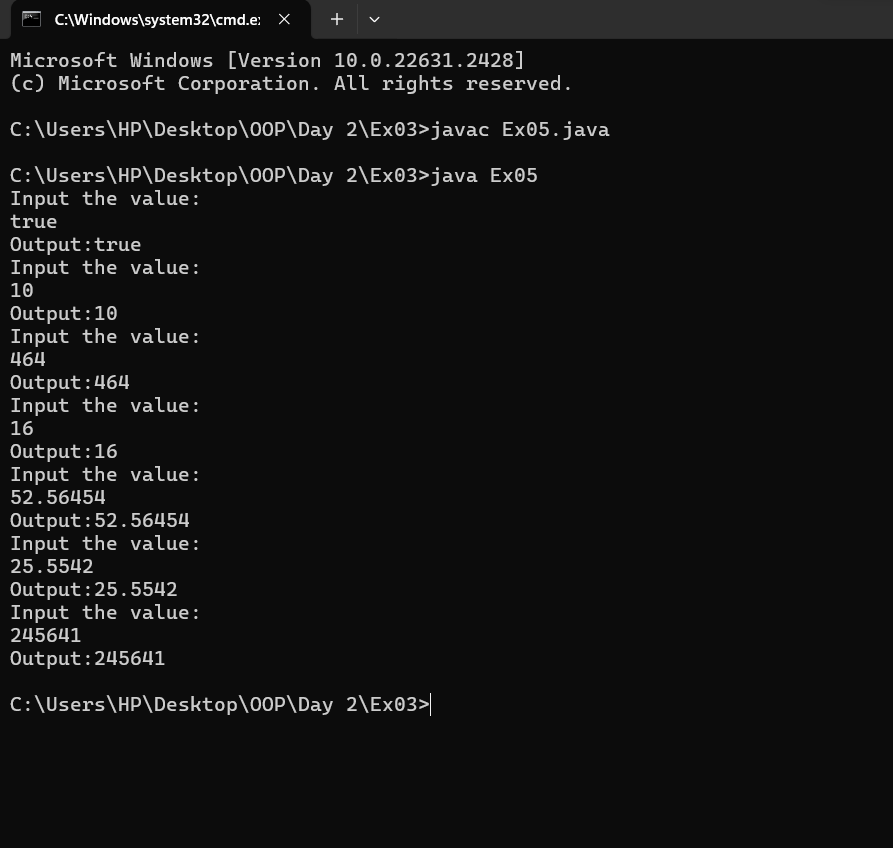 C:\Windows\system32\cmd.e
Microsoft Windows [Version 10.0.22631.2428]
(c) Microsoft Corporation. All rights reserved.
C:\Users\HP\Desktop\OOP\Day 2\Ex03>javac Ex05.java
C:\Users\HP\Desktop\OOP\Day 2\Ex03>java Ex05
Input the value:
true
Output:true
Input the value:
10
Output:10
Input the value:
464
Output:464
Input the value:
16
Output:16
Input the value:
52.56454
Output:52.56454
Input the value:
25.5542
Output:25.5542
Input the value:
245641
Output:245641
C:\Users\HP\Desktop\OOP\Day 2\Ex03>